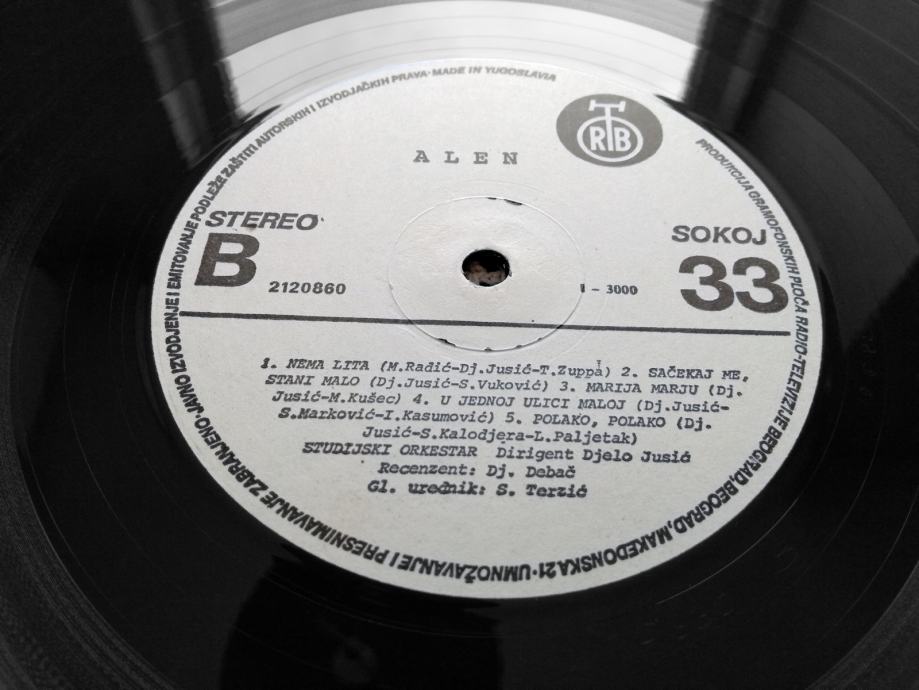 JAVNO IZVODJENJE I EMITOVANJE PODLEŽE ZAŠTITI AUTORSKIH I IZVODJAČKIH PRAVA · MADE IN YUGOSLAVIA
PRODUKCIJA GRAMOFONSKIH PLOČA RADIO-TELEVIZIJE BEOGRAD, BEOGRAD, MAKEDONSKA 21 · UMNOŽAVANJE I PRESNIMAVANJE ZABRANJENO ·
RTB
ALEN
STEREO
SOKOJ
B
33
2120860
I - 3000
1. NEMA LITA (M.Radić-Dj.Jusić-T.Zuppa) 2. SAČEKAJ ME,
STANI MALO (Dj.Jusić-S.Vuković) 3. MARIJA MARJU (Dj.
Jusić-M.Kušec) 4. U JEDNOJ ULICI MALOJ (Dj.Jusić-
S.Marković-I.Kasumović) 5. POLAKO, POLAKO (Dj.
Jusić-S.Kalodjera-L.Paljetak)
STUDIJSKI ORKESTAR Dirigent Djelo Jusić
Recenzent: Dj. Debač
Gl. urednik: S. Terzić